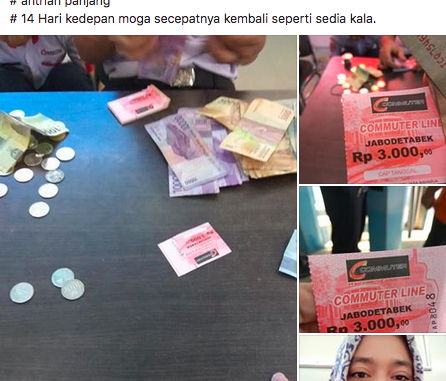 # antrian panjang
# 14 Hari kedepan moga secepatnya kembali seperti sedia kala.
COMMUTER
COMMUTER LINE
JABODETABEK
Rp 3.000,00
CAP TANGGAL
COMMUTER
COMMUTER LINE
JABODETABEK
Rp 3.000,00
AP8048